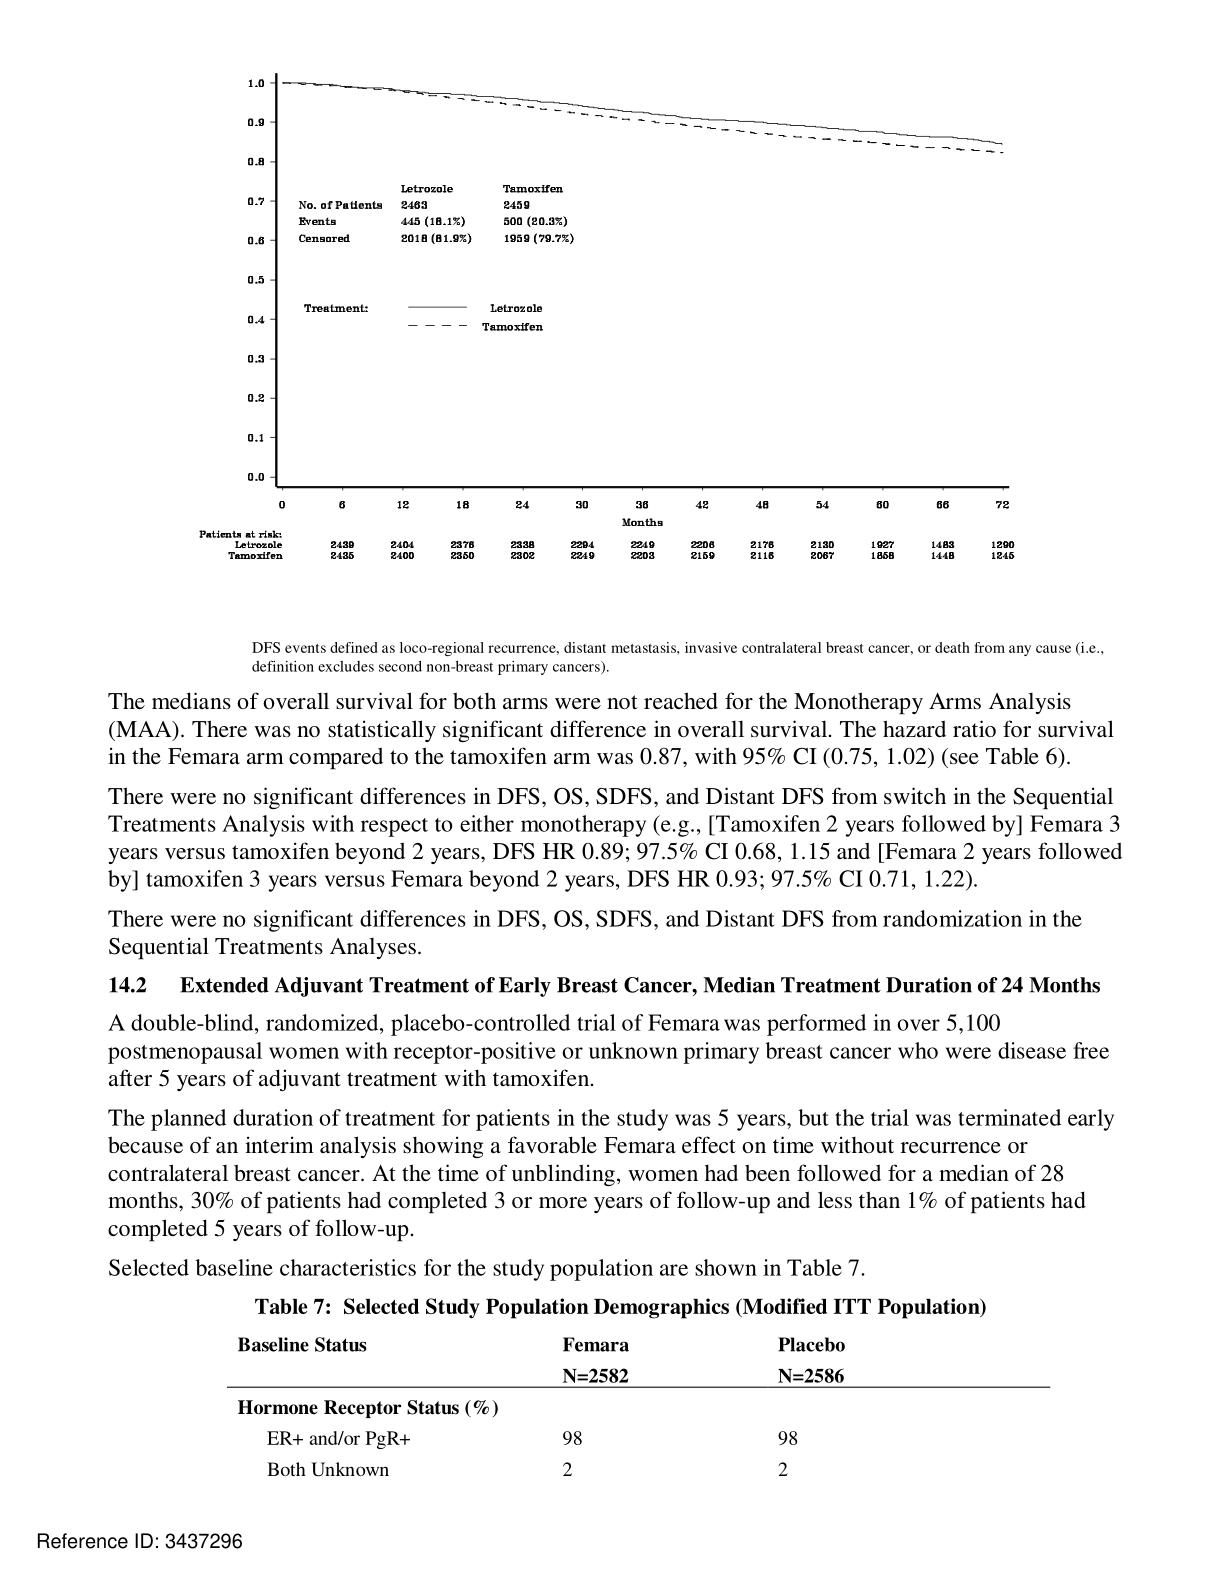 1.0
0.9
0.8
0.7
0.6
0.5
0.4
0.3
0.2
0.1
0.0
Letrozole Tamoxifen
No. of Patients 2463 2459
Events 445 (18.1%) 500 (20.3%)
Censored 2018 (81.9%) 1959 (79.7%)
Treatment: Letrozole
Tamoxifen
0 6 12 18 24 30 36 42 48 54 60 66 72
Months
Patients at risk:
Letrozole 2439 2404 2376 2338 2294 2249 2206 2176 2130 1927 1483 1290
Tamoxifen 2435 2400 2350 2302 2249 2203 2159 2116 2067 1858 1448 1245
DFS events defined as loco-regional recurrence, distant metastasis, invasive contralateral breast cancer, or death from any cause (i.e.,
definition excludes second non-breast primary cancers).
The medians of overall survival for both arms were not reached for the Monotherapy Arms Analysis
(MAA). There was no statistically significant difference in overall survival. The hazard ratio for survival
in the Femara arm compared to the tamoxifen arm was 0.87, with 95% CI (0.75, 1.02) (see Table 6).
There were no significant differences in DFS, OS, SDFS, and Distant DFS from switch in the Sequential
Treatments Analysis with respect to either monotherapy (e.g., [Tamoxifen 2 years followed by] Femara 3
years versus tamoxifen beyond 2 years, DFS HR 0.89; 97.5% CI 0.68, 1.15 and [Femara 2 years followed
by] tamoxifen 3 years versus Femara beyond 2 years, DFS HR 0.93; 97.5% CI 0.71, 1.22).
There were no significant differences in DFS, OS, SDFS, and Distant DFS from randomization in the
Sequential Treatments Analyses.
14.2 Extended Adjuvant Treatment of Early Breast Cancer, Median Treatment Duration of 24 Months
A double-blind, randomized, placebo-controlled trial of Femara was performed in over 5,100
postmenopausal women with receptor-positive or unknown primary breast cancer who were disease free
after 5 years of adjuvant treatment with tamoxifen.
The planned duration of treatment for patients in the study was 5 years, but the trial was terminated early
because of an interim analysis showing a favorable Femara effect on time without recurrence or
contralateral breast cancer. At the time of unblinding, women had been followed for a median of 28
months, 30% of patients had completed 3 or more years of follow-up and less than 1% of patients had
completed 5 years of follow-up.
Selected baseline characteristics for the study population are shown in Table 7.
Table 7: Selected Study Population Demographics (Modified ITT Population)
Baseline Status Femara Placebo
N=2582 N=2586
Hormone Receptor Status (%)
ER+ and/or PgR+ 98 98
Both Unknown 2 2
Reference ID: 3437296